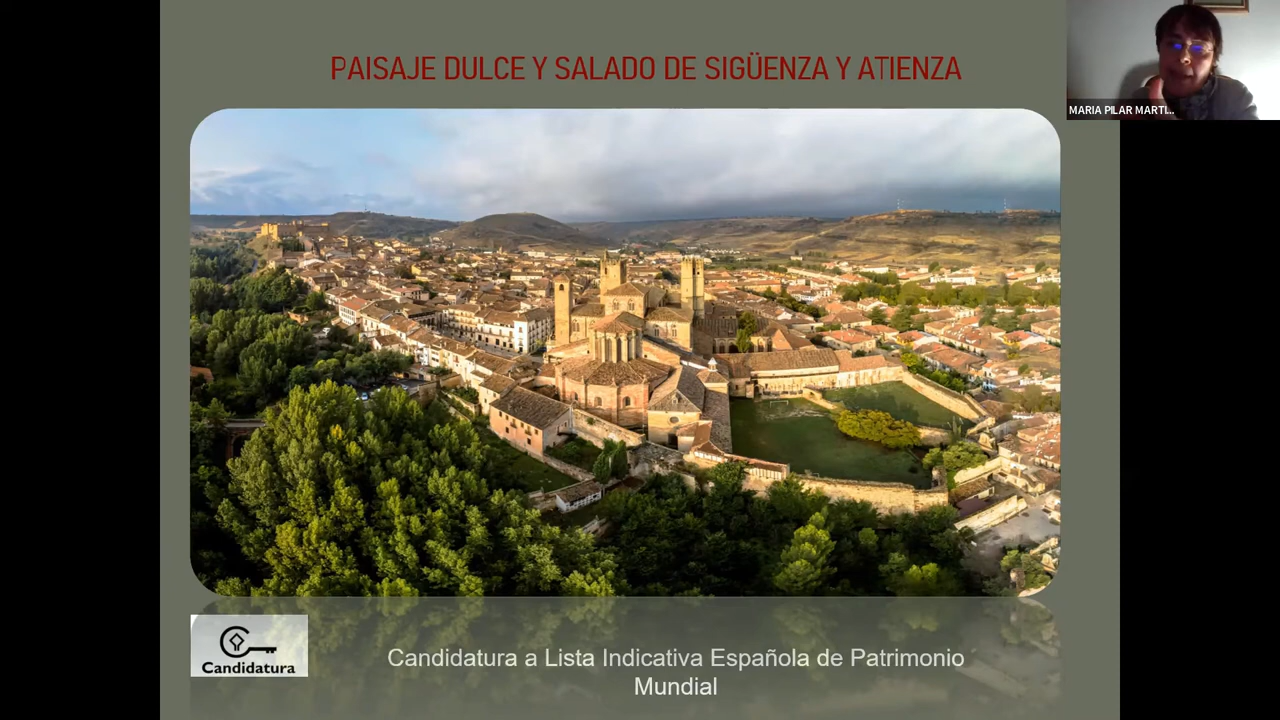 PAISAJE DULCE Y SALADO DE SIGÜENZA Y ATIENZA
MARIA PILAR MARTI...
Candidatura
Candidatura a Lista Indicativa Española de Patrimonio
Mundial